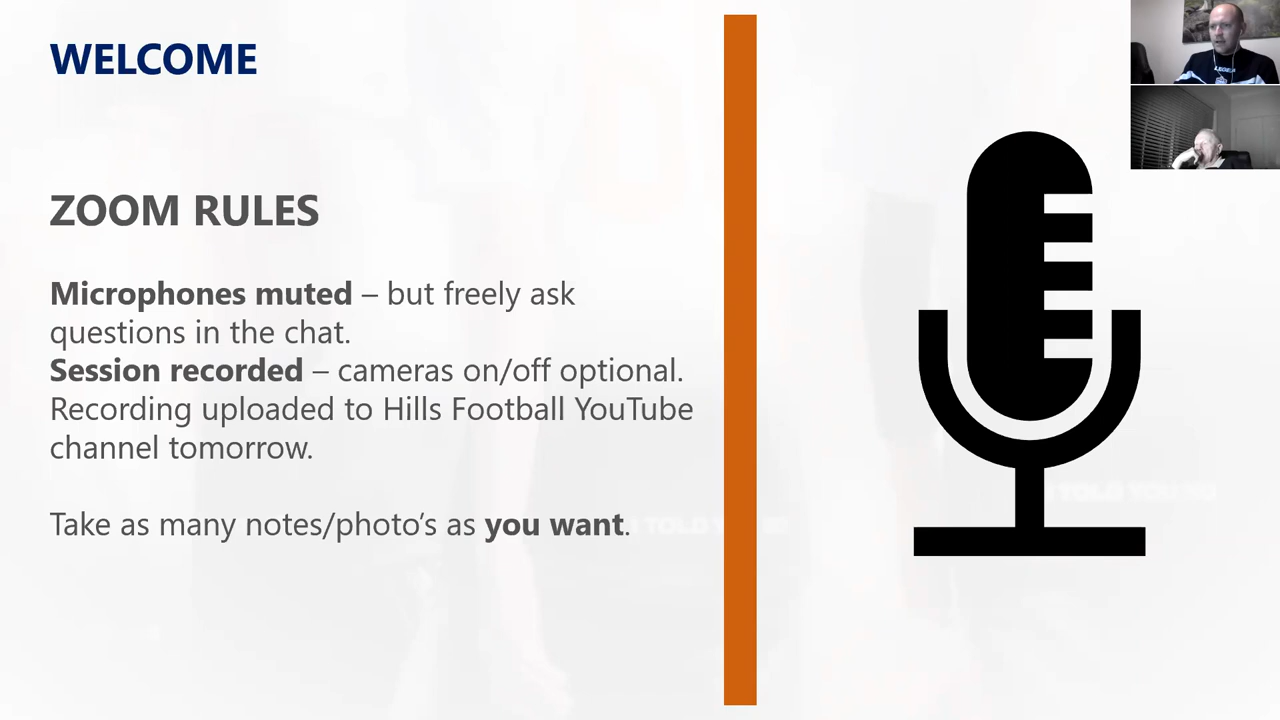 WELCOME
ZOOM RULES
Microphones muted – but freely ask
questions in the chat.
Session recorded – cameras on/off optional.
Recording uploaded to Hills Football YouTube
channel tomorrow.
Take as many notes/photo’s as you want.